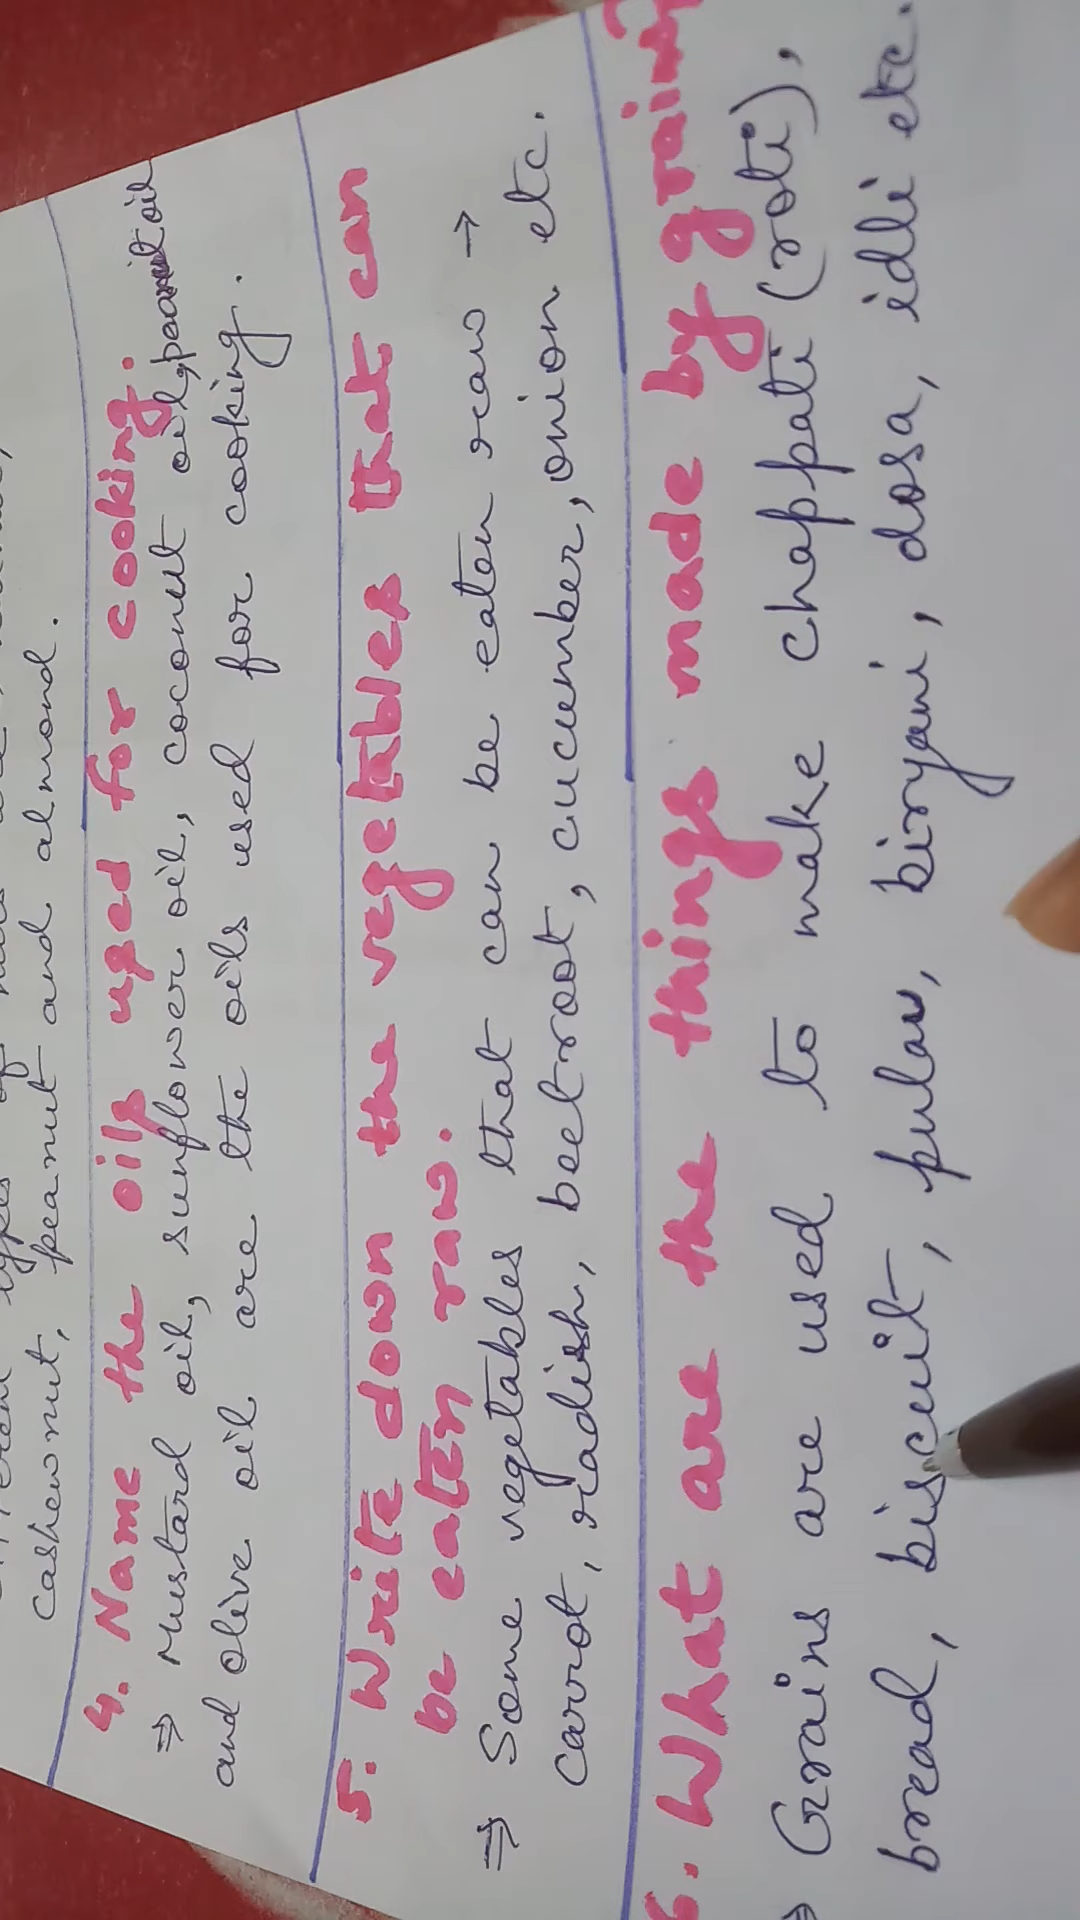 cashewnut, peanut and almond.
4. Name the oils used for cooking.
⇒ Mustard oil, sunflower oil, coconut oil, peanut oil
and olive oil are the oils used for cooking.
5. Write down the vegetables that can
be eaten raw.
⇒ Some vegetables that can be eaten raw →
carrot, radish, beetroot, cucumber, onion etc.
6. What are the things made by grain?
⇒ Grains are used to make chappati (roti),
bread, biscuit, pulaw, biryani, dosa, idli etc.